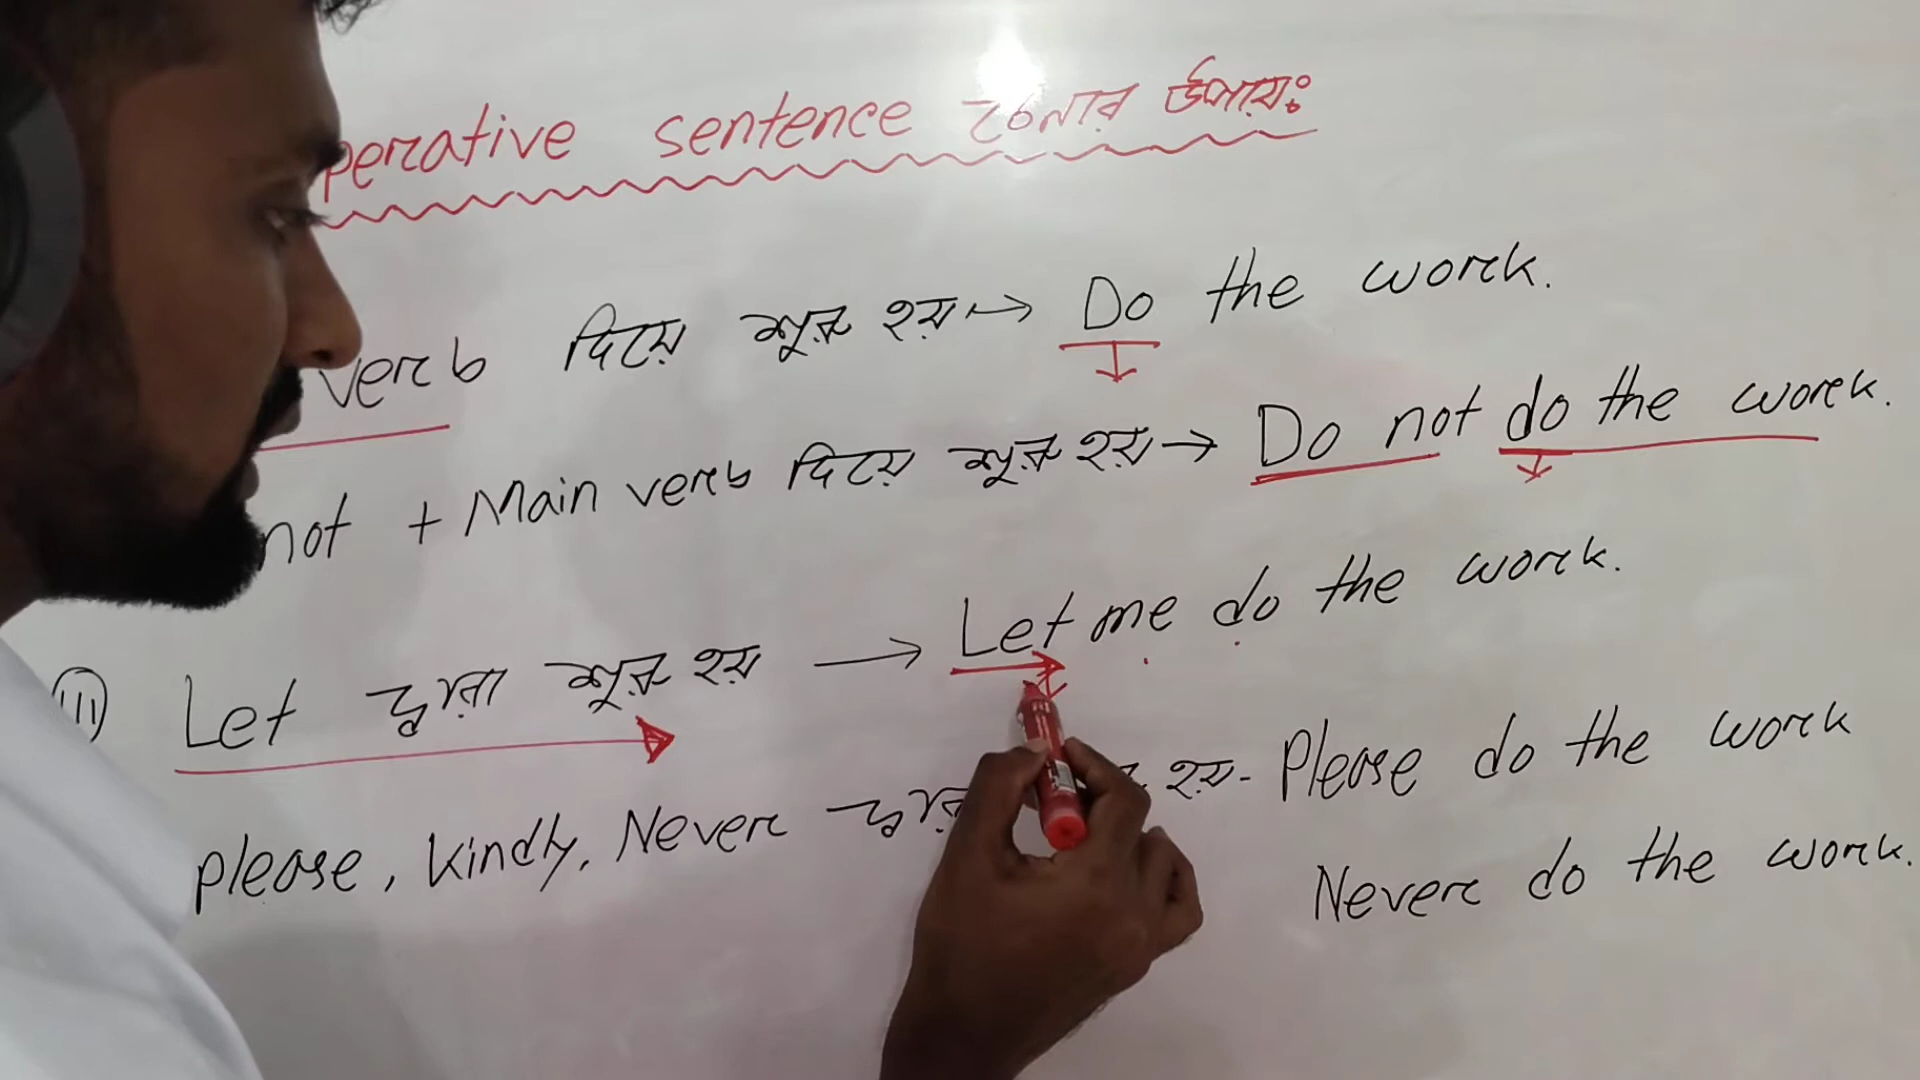 perative sentence চেনার উপায়ঃ
verb দিয়ে শুরু হয় → Do the work.
not + Main verb দিয়ে শুরু হয় → Do not do the work.
(11) Let দ্বারা শুরু হয় → Let me do the work.
please, kindly, Never দ্বারা হয়- Please do the work
Never do the work.